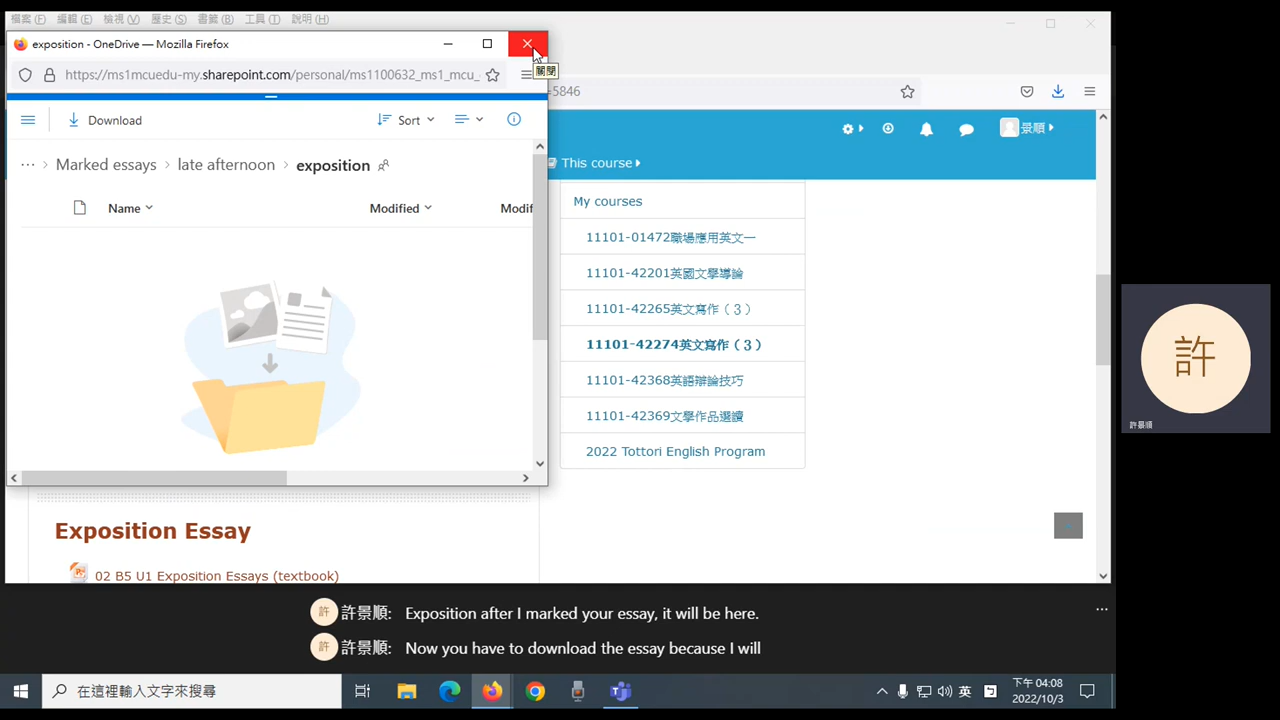 檔案(F) 編輯(E) 檢視(V) 歷史(S) 書籤(B) 工具(T) 說明(H)
exposition - OneDrive — Mozilla Firefox
關閉
https://ms1mcuedu-my.sharepoint.com/personal/ms1100632_ms1_mcu_
5846
Download
Sort
景順
Marked essays > late afternoon > exposition
This course
Name
Modified
Modif
My courses
11101-01472職場應用英文一
11101-42201英國文學導論
11101-42265英文寫作（3）
11101-42274英文寫作（3）
11101-42368英語辯論技巧
11101-42369文學作品選讀
2022 Tottori English Program
許
許景順
Exposition Essay
02 B5 U1 Exposition Essays (textbook)
許 許景順: Exposition after I marked your essay, it will be here.
許 許景順: Now you have to download the essay because I will
在這裡輸入文字來搜尋
英
下午 04:08
2022/10/3